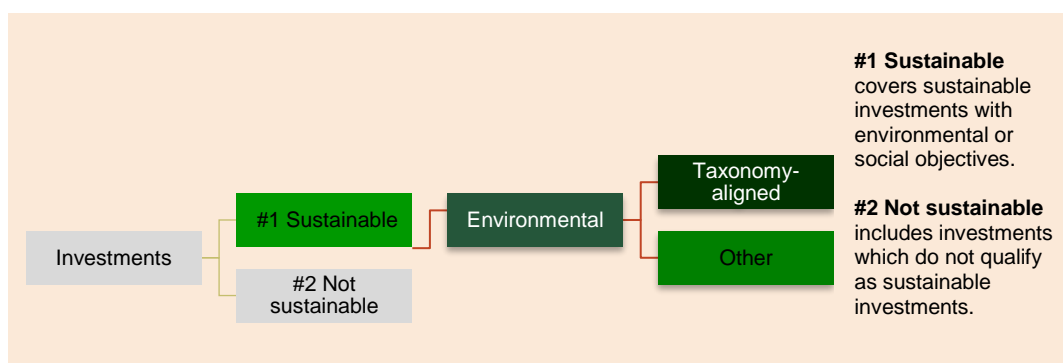 Investments
#1 Sustainable
#2 Not
sustainable
Environmental
Taxonomy-
aligned
Other
#1 Sustainable
covers sustainable
investments with
environmental or
social objectives.
#2 Not sustainable
includes investments
which do not qualify
as sustainable
investments.